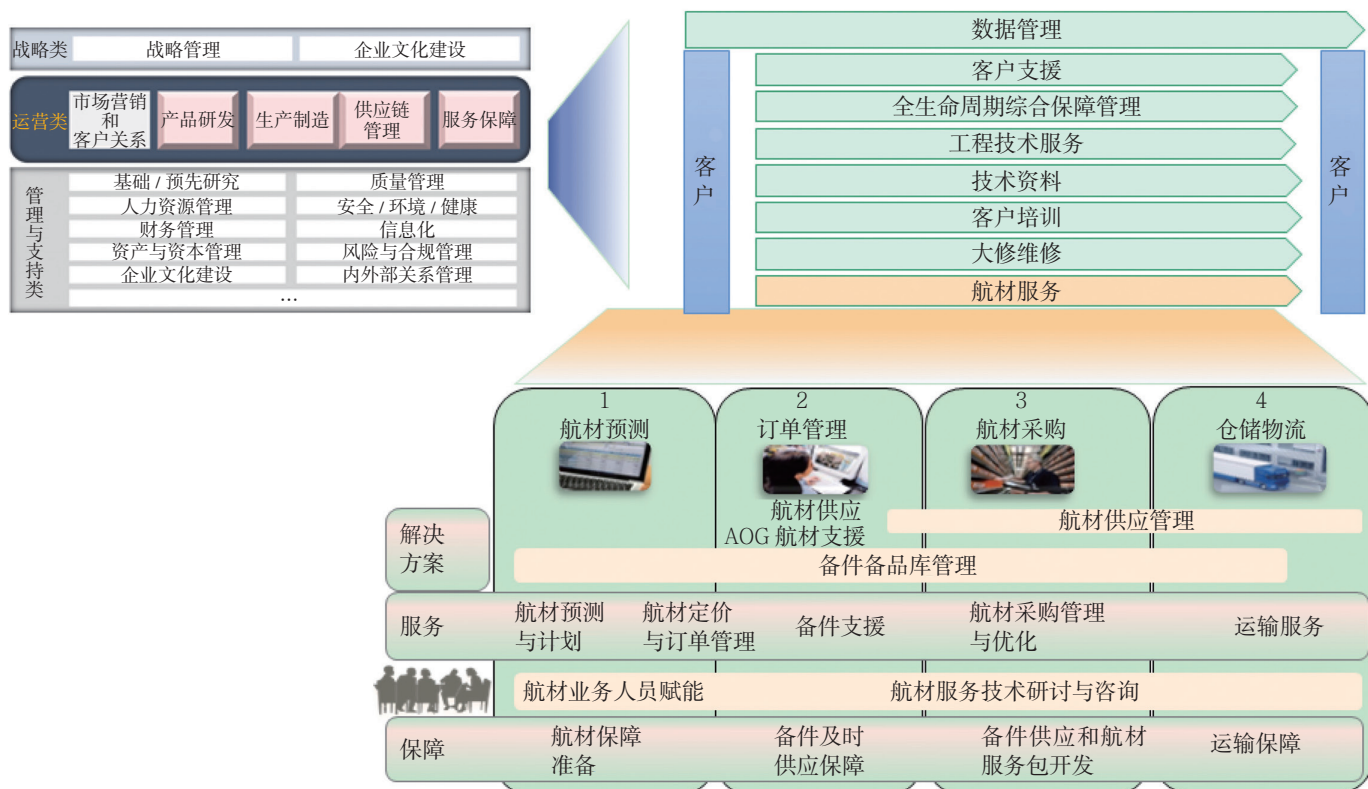 战略类
战略管理
企业文化建设
运营类
市场营销
和
客户关系
产品研发
生产制造
供应链
管理
服务保障
管理与支持类
基础 / 预先研究
质量管理
人力资源管理
安全 / 环境 / 健康
财务管理
信息化
资产与资本管理
风险与合规管理
企业文化建设
内外部关系管理
…
数据管理
客户
客户支援
全生命周期综合保障管理
工程技术服务
技术资料
客户培训
大修维修
航材服务
客户
1
航材预测
2
订单管理
3
航材采购
4
仓储物流
解决
方案
航材供应
AOG 航材支援
航材供应管理
备件备品库管理
服务
航材预测
与计划
航材定价
与订单管理
备件支援
航材采购管理
与优化
运输服务
航材业务人员赋能
航材服务技术研讨与咨询
保障
航材保障
准备
备件及时
供应保障
备件供应和航材
服务包开发
运输保障